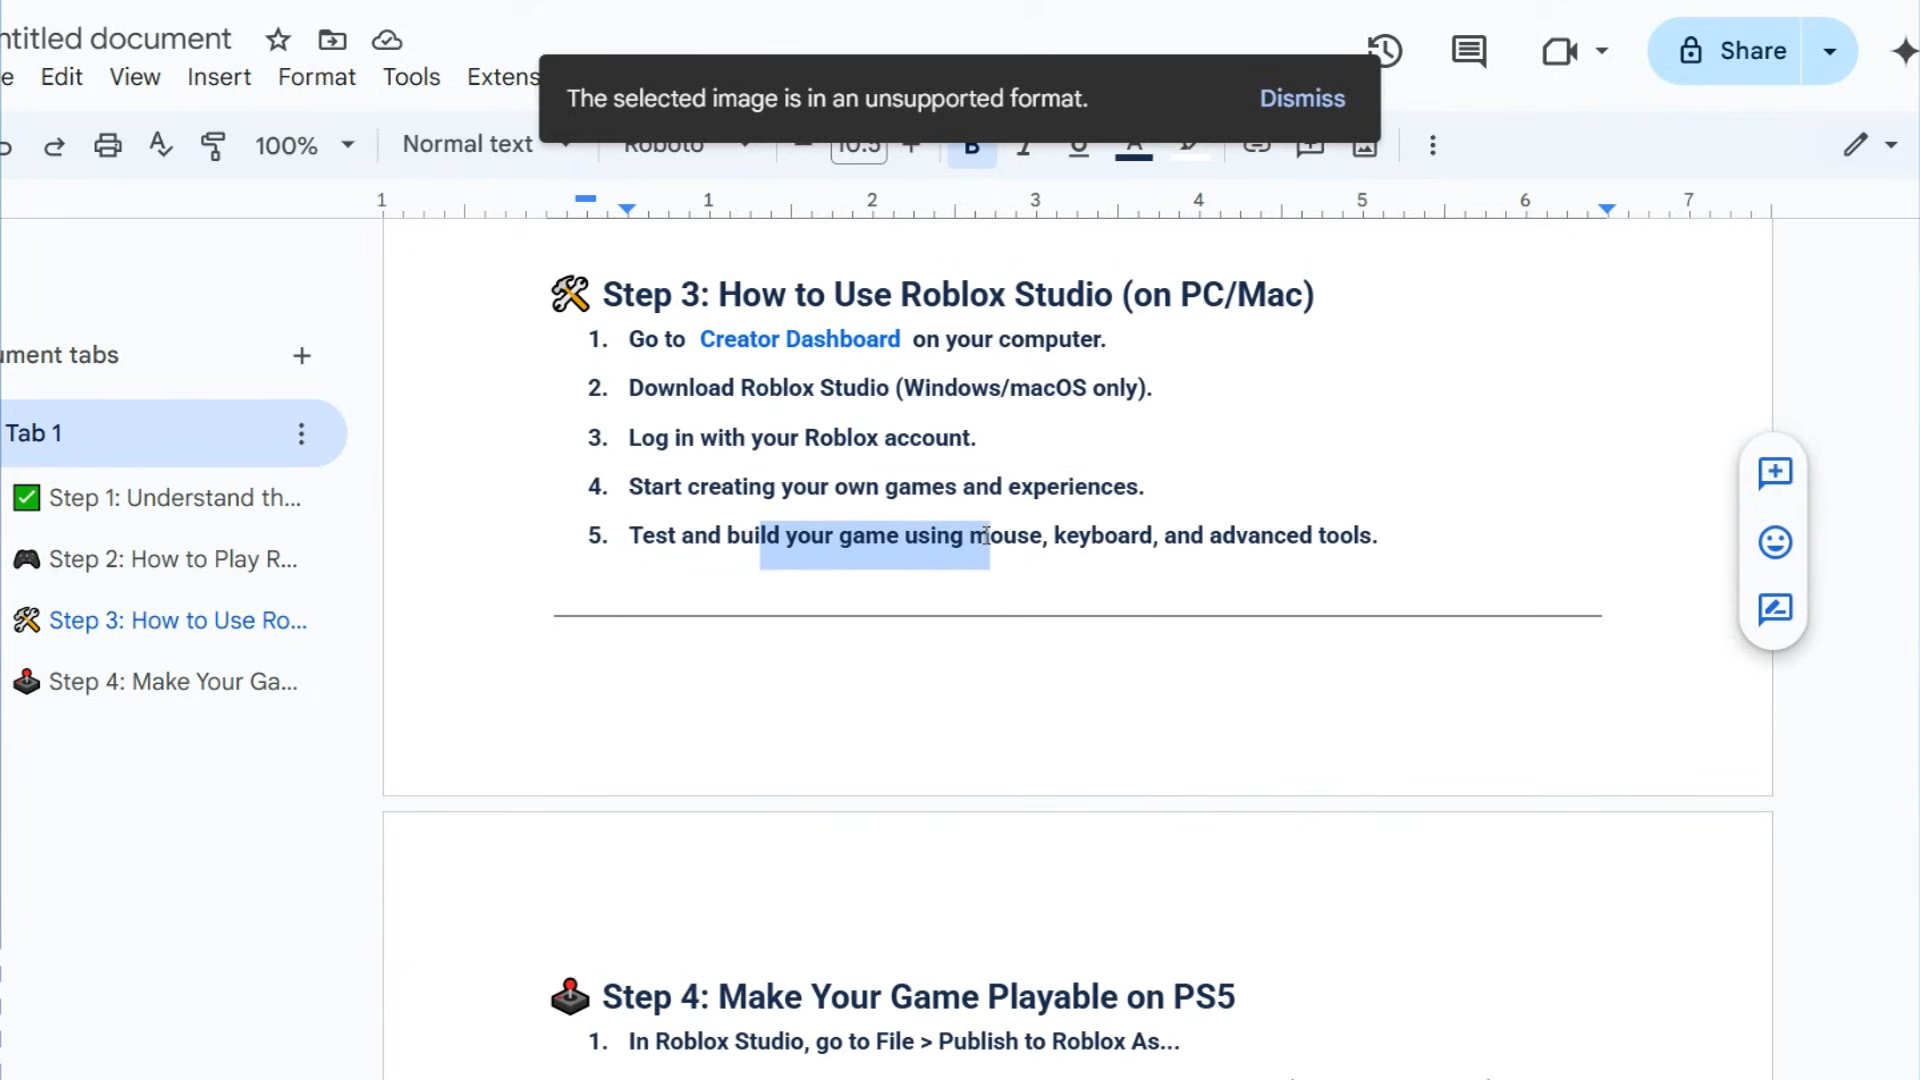 ntitled document
e Edit View Insert Format Tools Extens
The selected image is in an unsupported format. Dismiss
Share
100% Normal text Roboto 10.5 B I U A
1 1 2 3 4 5 6 7
ument tabs
Tab 1
Step 1: Understand th...
Step 2: How to Play R...
Step 3: How to Use Ro...
Step 4: Make Your Ga...
Step 3: How to Use Roblox Studio (on PC/Mac)
1. Go to Creator Dashboard on your computer.
2. Download Roblox Studio (Windows/macOS only).
3. Log in with your Roblox account.
4. Start creating your own games and experiences.
5. Test and build your game using mouse, keyboard, and advanced tools.
Step 4: Make Your Game Playable on PS5
1. In Roblox Studio, go to File > Publish to Roblox As...